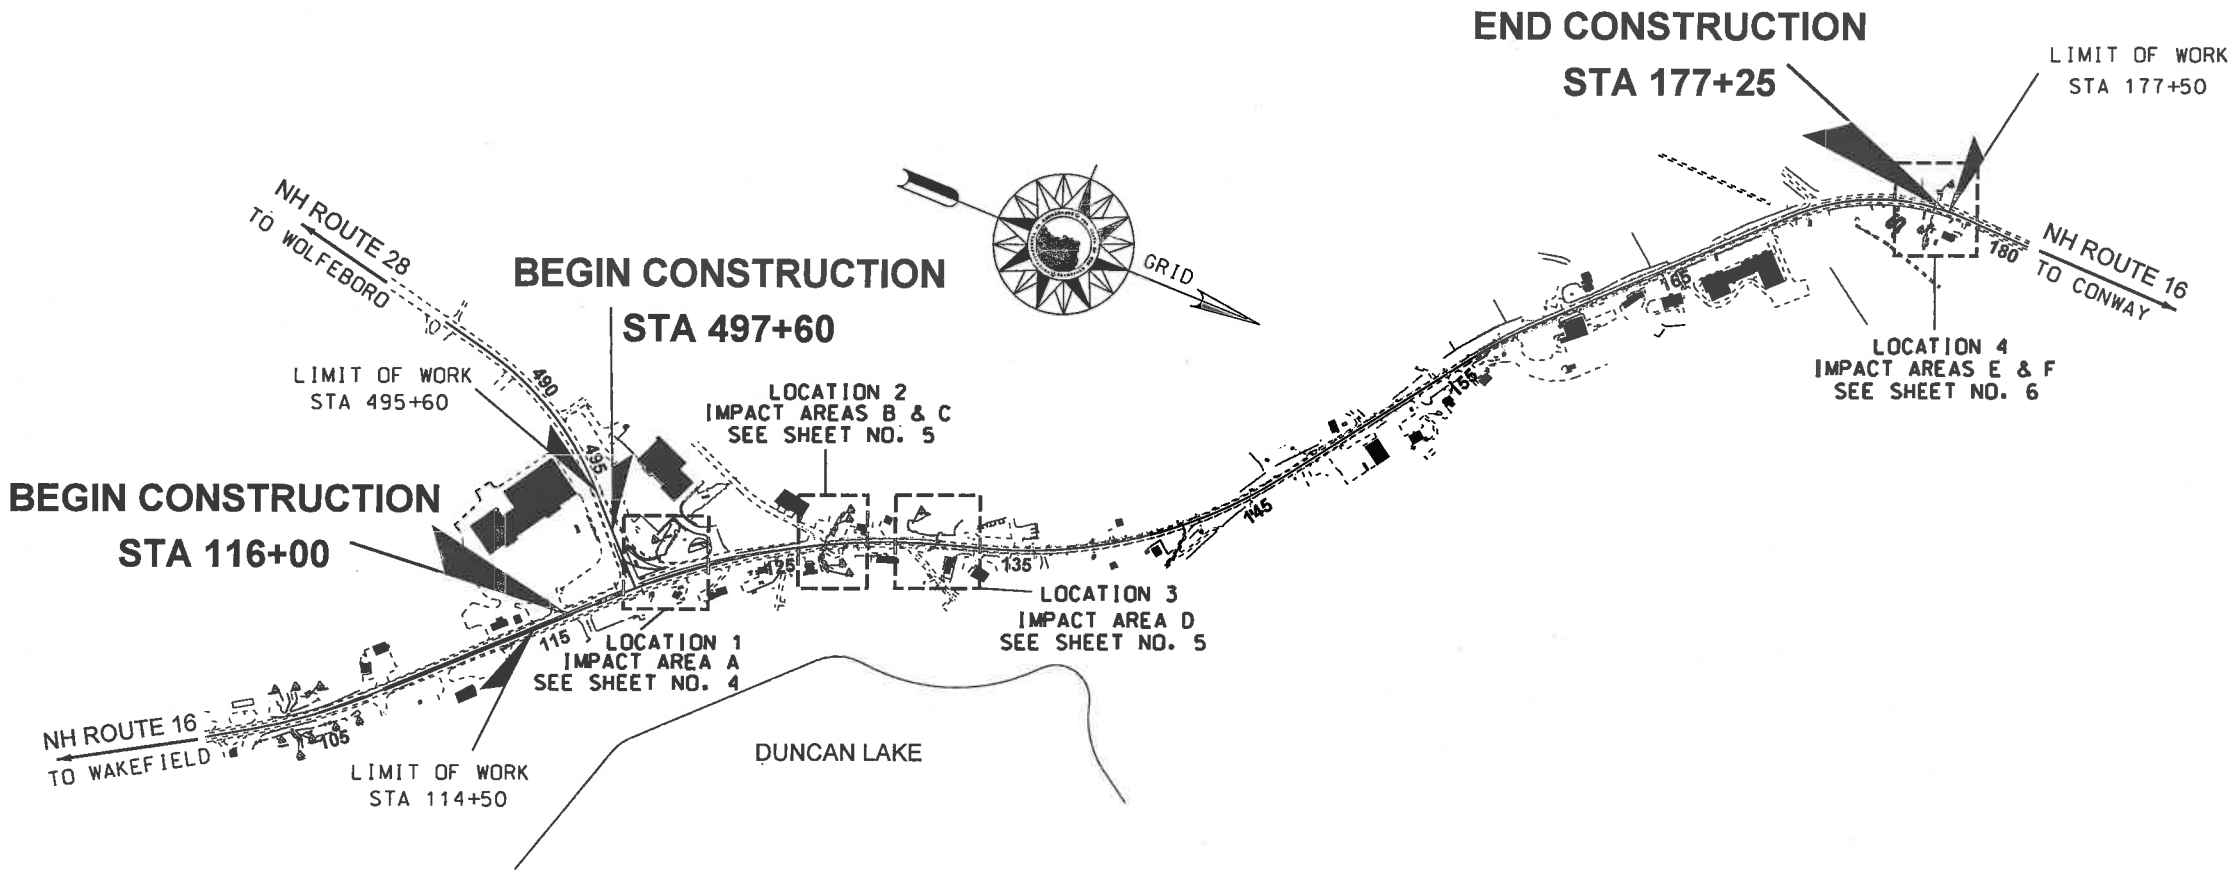 END CONSTRUCTION
STA 177+25
LIMIT OF WORK
STA 177+50
NH ROUTE 28
TO WOLFEBORO
BEGIN CONSTRUCTION
STA 497+60
GRID
NH ROUTE 16
TO CONWAY
180
165
LOCATION 4
IMPACT AREAS E & F
SEE SHEET NO. 6
LIMIT OF WORK
STA 495+60
490
495
LOCATION 2
IMPACT AREAS B & C
SEE SHEET NO. 5
155
145
BEGIN CONSTRUCTION
STA 116+00
125
135
LOCATION 3
IMPACT AREA D
SEE SHEET NO. 5
115
LOCATION 1
IMPACT AREA A
SEE SHEET NO. 4
NH ROUTE 16
TO WAKEFIELD
105
LIMIT OF WORK
STA 114+50
DUNCAN LAKE